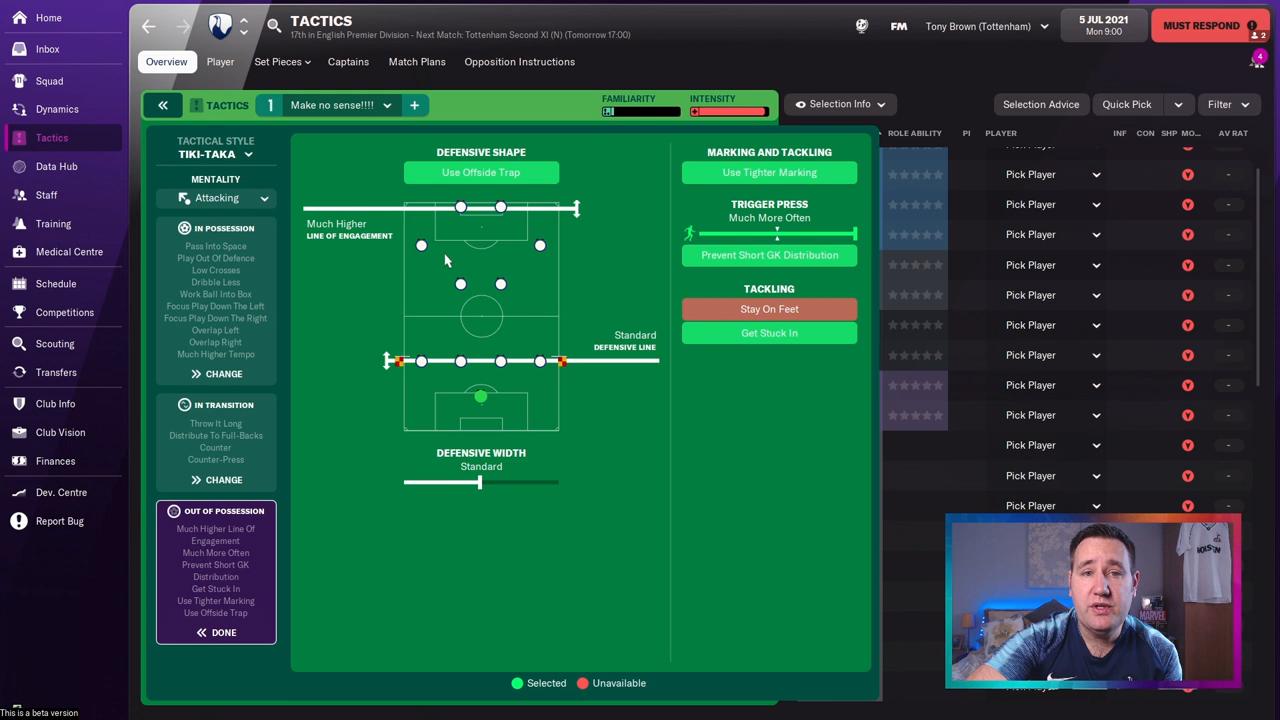 Home
Inbox
Squad
Dynamics
Tactics
Data Hub
Staff
Training
Medical Centre
Schedule
Competitions
Scouting
Transfers
Club Info
Club Vision
Finances
Dev. Centre
Report Bug
This is a beta version
TACTICS
17th in English Premier Division - Next Match: Tottenham Second XI (N) (Tomorrow 17:00)
FM
Tony Brown (Tottenham)
5 JUL 2021
Mon 9:00
MUST RESPOND
2
4
Overview
Player
Set Pieces
Captains
Match Plans
Opposition Instructions
TACTICS
1
Make no sense!!!!
FAMILIARITY
INTENSITY
Selection Info
Selection Advice
Quick Pick
Filter
TACTICAL STYLE
TIKI-TAKA
MENTALITY
Attacking
IN POSSESSION
Pass Into Space
Play Out Of Defence
Low Crosses
Dribble Less
Work Ball Into Box
Focus Play Down The Left
Focus Play Down The Right
Overlap Left
Overlap Right
Much Higher Tempo
CHANGE
IN TRANSITION
Throw It Long
Distribute To Full-Backs
Counter
Counter-Press
CHANGE
OUT OF POSSESSION
Much Higher Line Of
Engagement
Much More Often
Prevent Short GK
Distribution
Get Stuck In
Use Tighter Marking
Use Offside Trap
DONE
DEFENSIVE SHAPE
Use Offside Trap
Much Higher
LINE OF ENGAGEMENT
Standard
DEFENSIVE LINE
DEFENSIVE WIDTH
Standard
MARKING AND TACKLING
Use Tighter Marking
TRIGGER PRESS
Much More Often
Prevent Short GK Distribution
TACKLING
Stay On Feet
Get Stuck In
Selected
Unavailable
ROLE ABILITY
PI
PLAYER
INF
CON
SHP
MO...
AV RAT
Pick Player
Pick Player Y -
Pick Player Y -
Pick Player Y -
Pick Player Y -
Pick Player Y -
Pick Player Y -
Pick Player Y -
Pick Player Y -
Pick Player Y -
Pick Player Y -
Pick Player Y -
Pick Player Y -
HOLSTEN
MARVEL